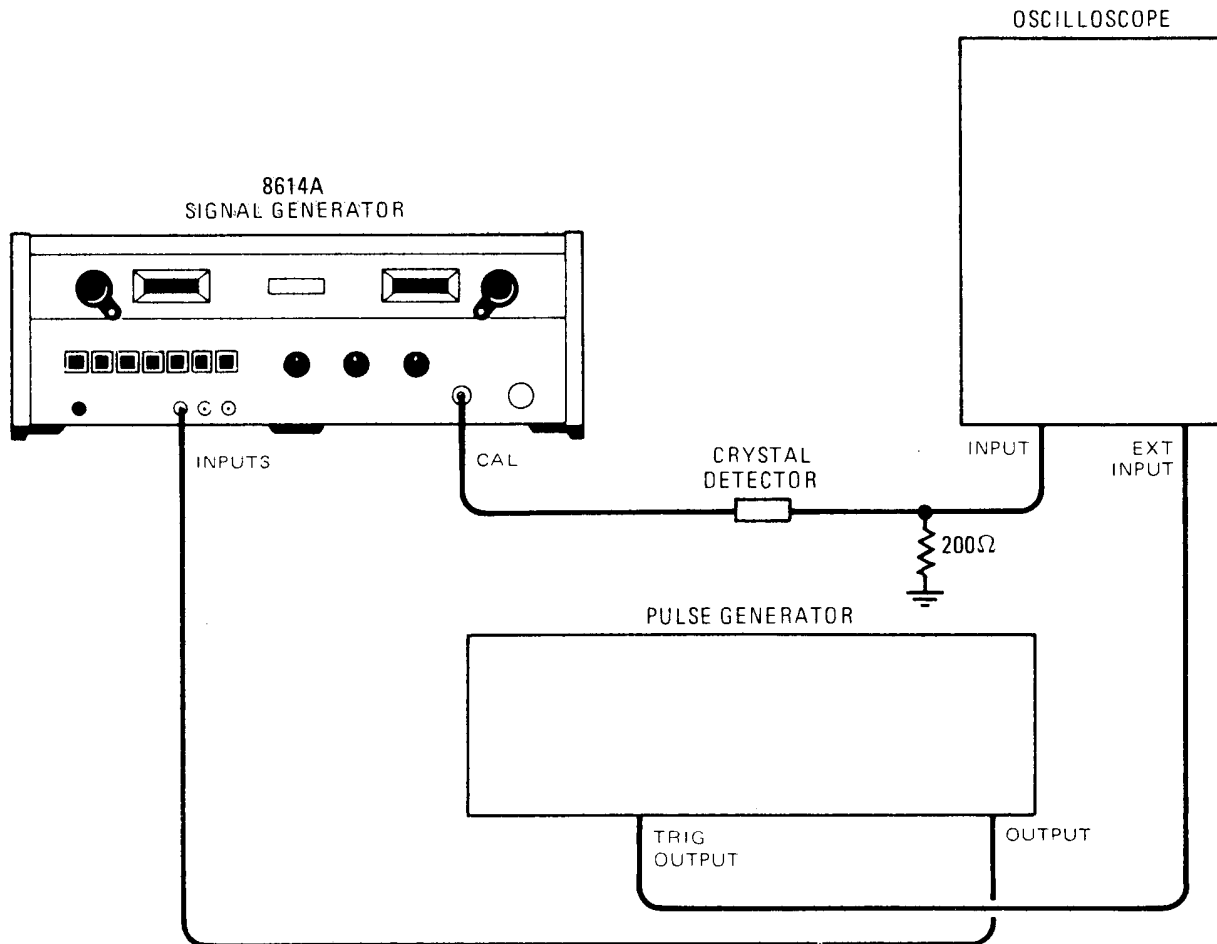 OSCILLOSCOPE
8614A
SIGNAL GENERATOR
INPUTS
CAL
CRYSTAL
DETECTOR
INPUT
EXT
INPUT
200Ω
PULSE GENERATOR
TRIG
OUTPUT
OUTPUT